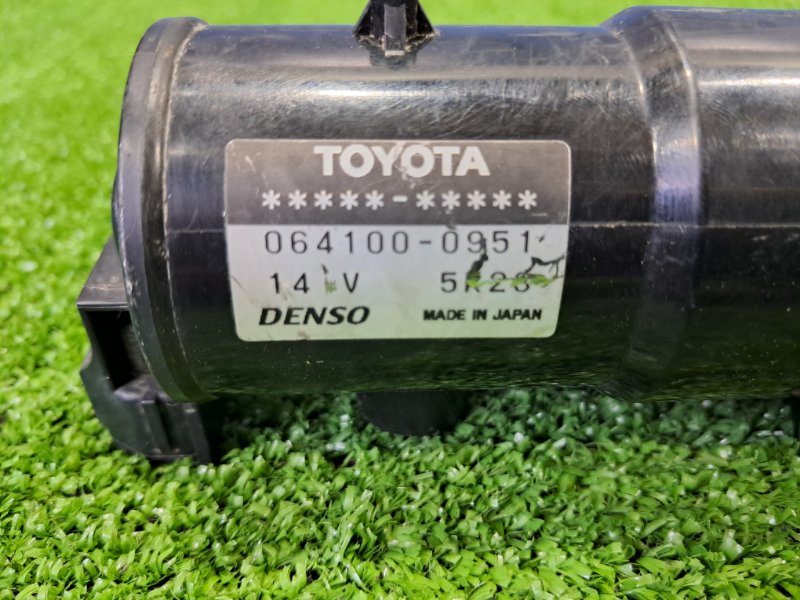 TOYOTA
*****-*****
064100-0951
14 V
DENSO MADE IN JAPAN